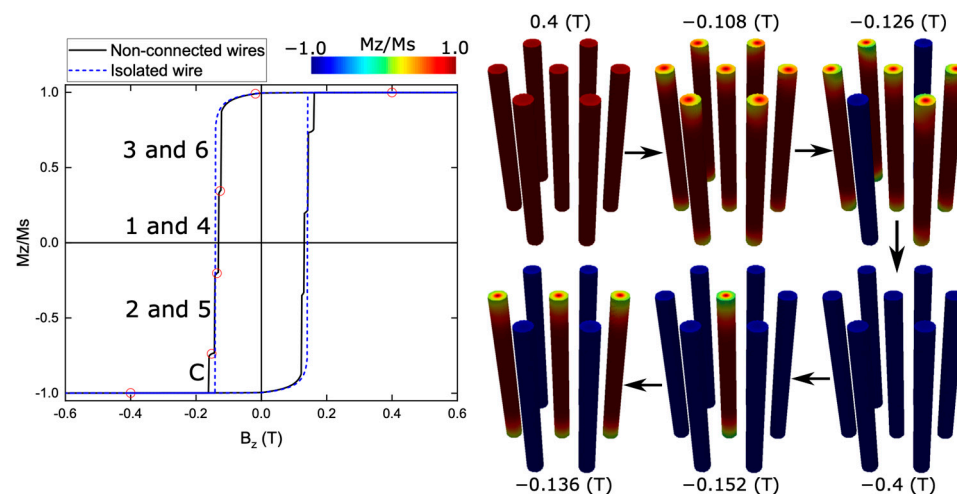 Non-connected wires
Isolated wire
−1.0 Mz/Ms 1.0
1.0
0.5
0.0
-0.5
-1.0
Mz/Ms
3 and 6
1 and 4
2 and 5
C
-0.6 -0.4 -0.2 0.0 0.2 0.4 0.6
Bz (T)
0.4 (T) −0.108 (T) −0.126 (T)
−0.136 (T) −0.152 (T) −0.4 (T)